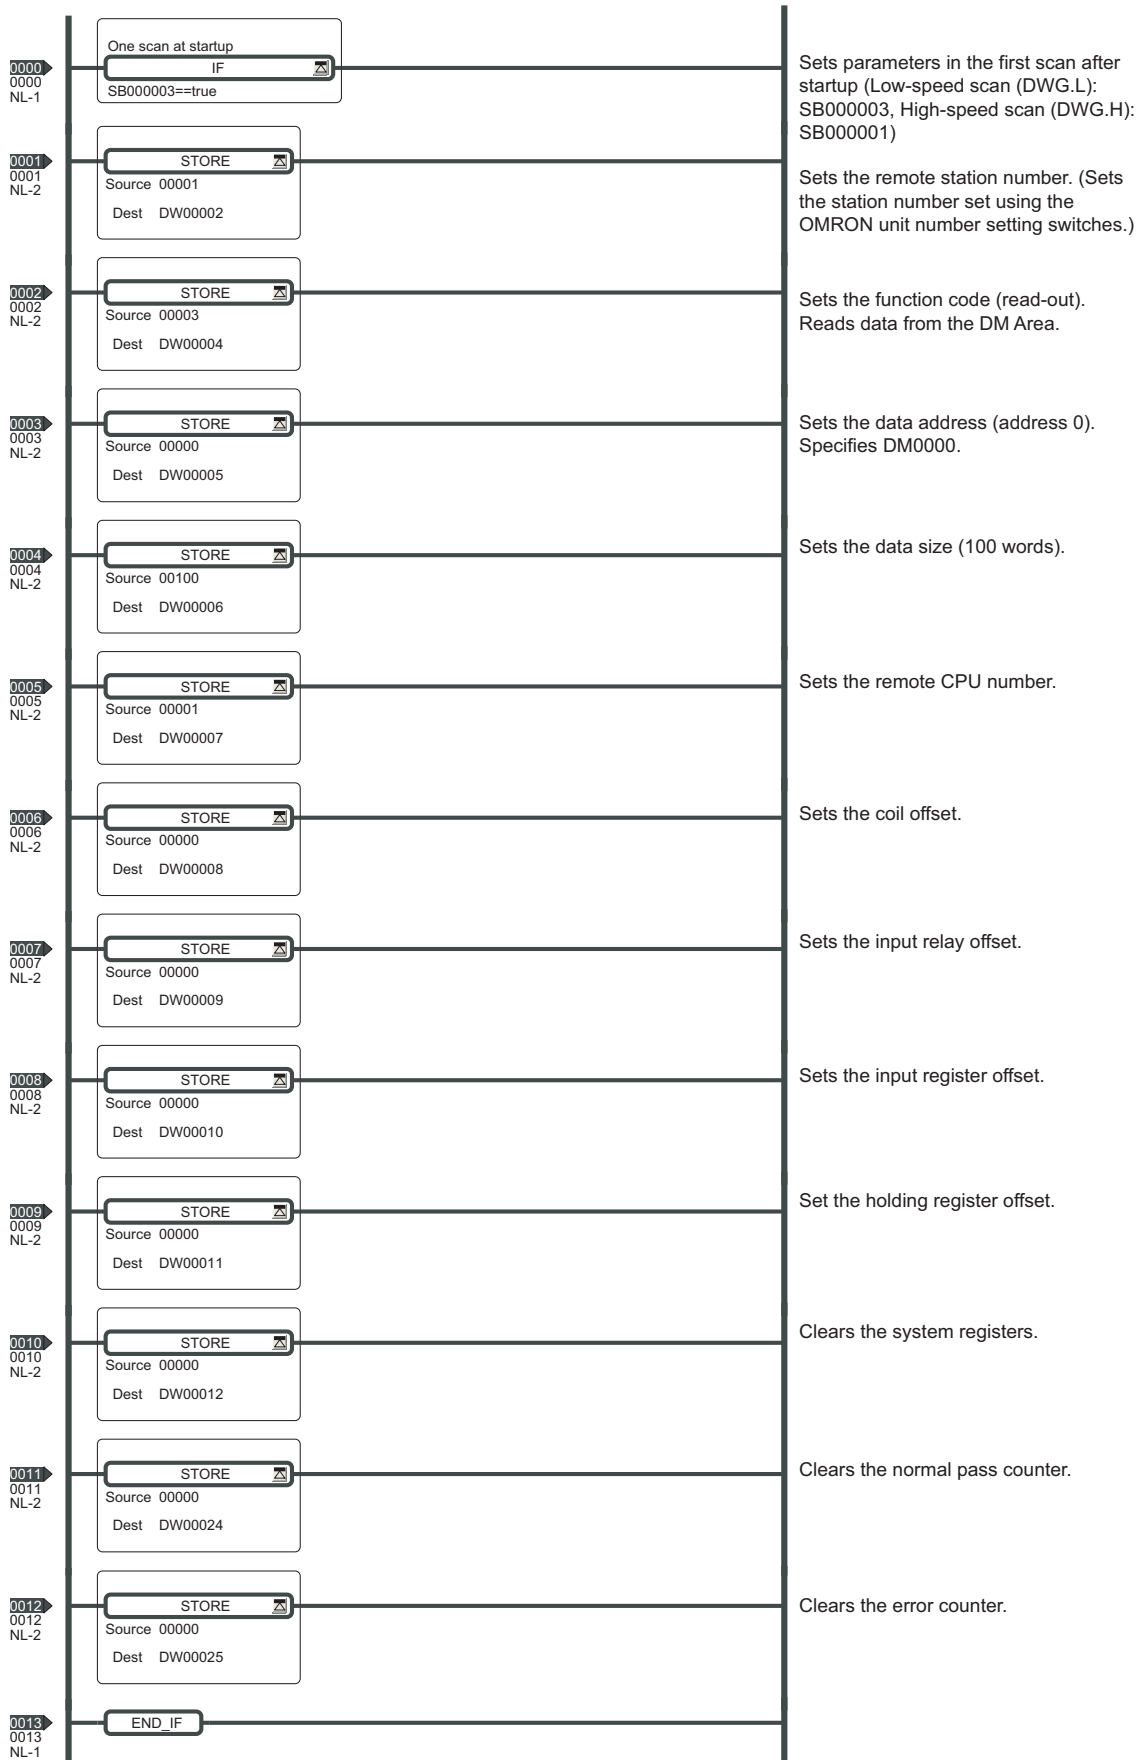 One scan at startup
0000
0000
NL-1
IF
SB000003==true
Sets parameters in the first scan after
startup (Low-speed scan (DWG.L):
SB000003, High-speed scan (DWG.H):
SB000001)
0001
0001
NL-2
STORE
Source 00001
Dest DW00002
Sets the remote station number. (Sets
the station number set using the
OMRON unit number setting switches.)
0002
0002
NL-2
STORE
Source 00003
Dest DW00004
Sets the function code (read-out).
Reads data from the DM Area.
0003
0003
NL-2
STORE
Source 00000
Dest DW00005
Sets the data address (address 0).
Specifies DM0000.
0004
0004
NL-2
STORE
Source 00100
Dest DW00006
Sets the data size (100 words).
0005
0005
NL-2
STORE
Source 00001
Dest DW00007
Sets the remote CPU number.
0006
0006
NL-2
STORE
Source 00000
Dest DW00008
Sets the coil offset.
0007
0007
NL-2
STORE
Source 00000
Dest DW00009
Sets the input relay offset.
0008
0008
NL-2
STORE
Source 00000
Dest DW00010
Sets the input register offset.
0009
0009
NL-2
STORE
Source 00000
Dest DW00011
Set the holding register offset.
0010
0010
NL-2
STORE
Source 00000
Dest DW00012
Clears the system registers.
0011
0011
NL-2
STORE
Source 00000
Dest DW00024
Clears the normal pass counter.
0012
0012
NL-2
STORE
Source 00000
Dest DW00025
Clears the error counter.
0013
0013
NL-1
END_IF